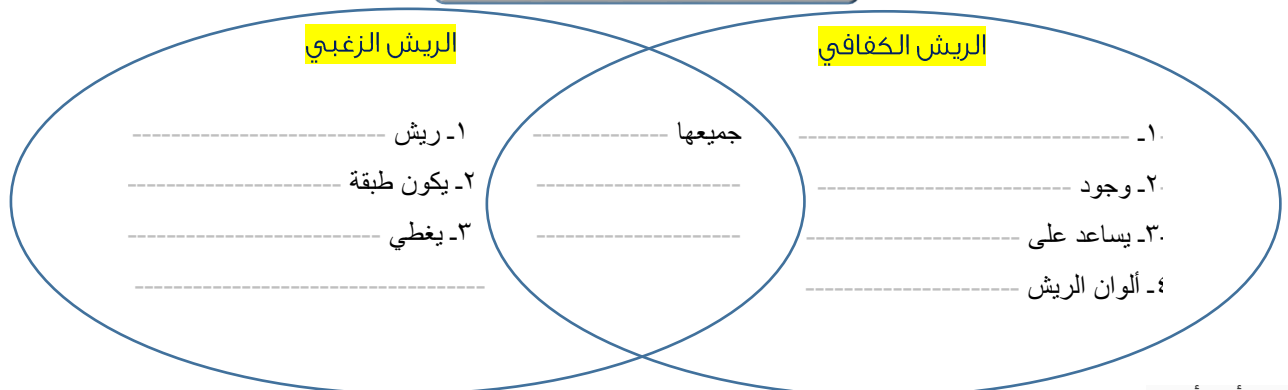 الريش الكفافي
١ـ --------------------------------
٢ـ وجود -------------------------
٣ـ يساعد على ---------------------
٤ـ ألوان الريش ---------------------
جميعها -------------
--------------------
--------------------
الريش الزغبي
١ـ ريش -------------------------
٢ـ يكون طبقة ---------------------
٣ـ يغطي -------------------------
-----------------------------------